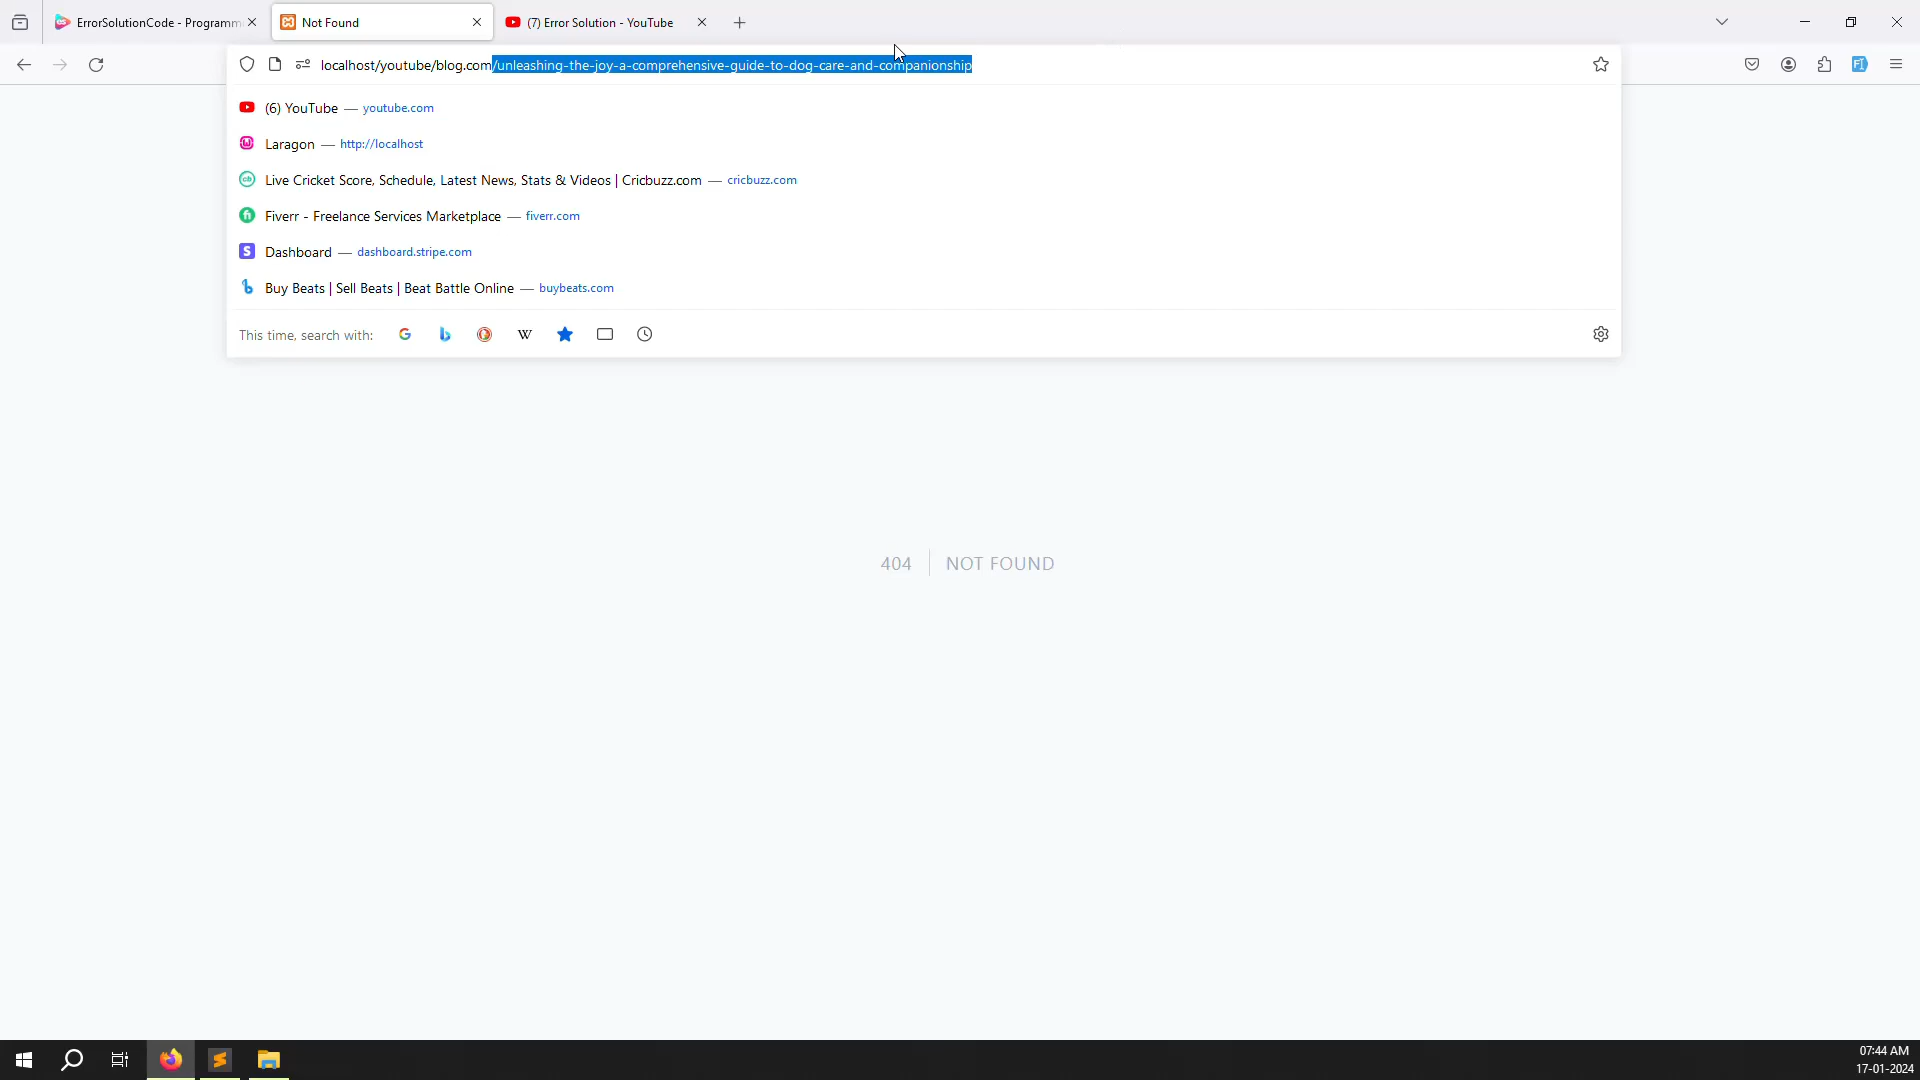 ErrorSolutionCode - Programm
Not Found
(7) Error Solution - YouTube
localhost/youtube/blog.com/unleashing-the-joy-a-comprehensive-guide-to-dog-care-and-companionship
(6) YouTube — youtube.com
Laragon — http://localhost
Live Cricket Score, Schedule, Latest News, Stats & Videos | Cricbuzz.com — cricbuzz.com
Fiverr - Freelance Services Marketplace — fiverr.com
Dashboard — dashboard.stripe.com
Buy Beats | Sell Beats | Beat Battle Online — buybeats.com
This time, search with:
404 | NOT FOUND
07:44 AM
17-01-2024